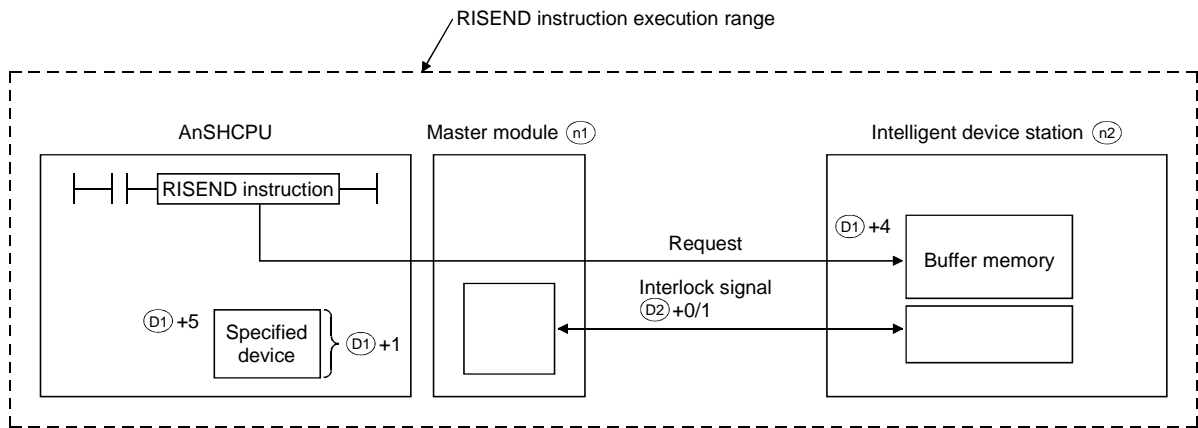 RISEND instruction execution range
AnSHCPU
Master module n1
Intelligent device station n2
RISEND instruction
D1 +4
Buffer memory
Request
Interlock signal
D2 +0/1
D1 +5
Specified
device
D1 +1